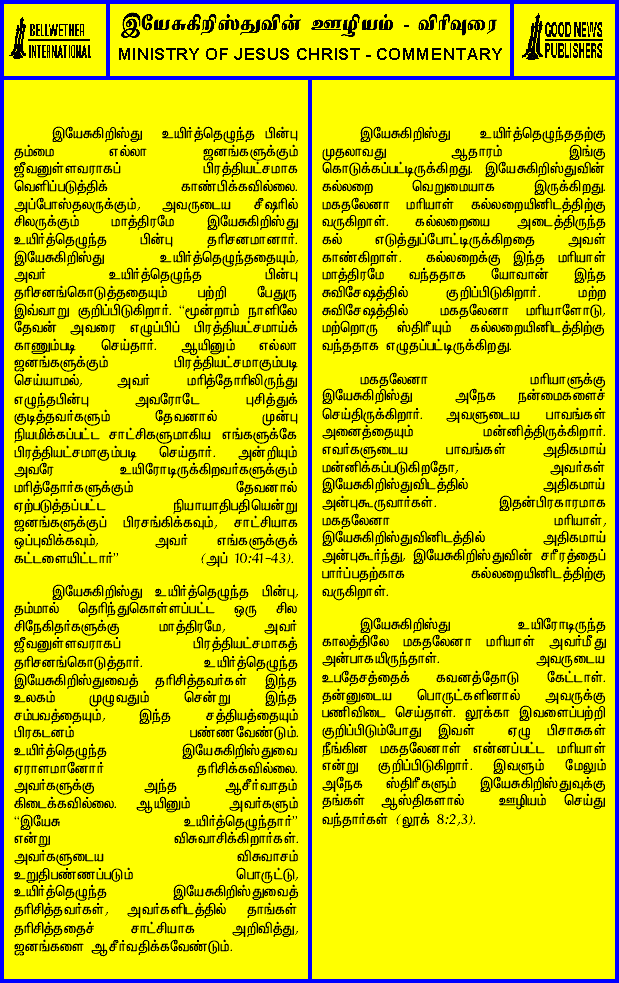 BELLWETHER
INTERNATIONAL
இயேசுகிறிஸ்துவின் ஊழியம் - விரிவுரை
MINISTRY OF JESUS CHRIST - COMMENTARY
GOOD NEWS
PUBLISHERS
இயேசுகிறிஸ்து உயிர்த்தெழுந்த பின்பு
தம்மை எல்லா ஜனங்களுக்கும்
ஜீவனுள்ளவராகப் பிரத்தியட்சமாக
வெளிப்படுத்திக் காண்பிக்கவில்லை.
அப்போஸ்தலருக்கும், அவருடைய சீஷரில்
சிலருக்கும் மாத்திரமே இயேசுகிறிஸ்து
உயிர்த்தெழுந்த பின்பு தரிசனமானார்.
இயேசுகிறிஸ்து உயிர்த்தெழுந்ததையும்,
அவர் உயிர்த்தெழுந்த பின்பு
தரிசனங்கொடுத்ததையும் பற்றி பேதுரு
இவ்வாறு குறிப்பிடுகிறார். “மூன்றாம் நாளிலே
தேவன் அவரை எழுப்பிப் பிரத்தியட்சமாய்க்
காணும்படி செய்தார். ஆயினும் எல்லா
ஜனங்களுக்கும் பிரத்தியட்சமாகும்படி
செய்யாமல், அவர் மரித்தோரிலிருந்து
எழுந்தபின்பு அவரோடே புசித்துக்
குடித்தவர்களும் தேவனால் முன்பு
நியமிக்கப்பட்ட சாட்சிகளுமாகிய எங்களுக்கே
பிரத்தியட்சமாகும்படி செய்தார். அன்றியும்
அவரே உயிரோடிருக்கிறவர்களுக்கும்
மரித்தோர்களுக்கும் தேவனால்
ஏற்படுத்தப்பட்ட நியாயாதிபதியென்று
ஜனங்களுக்குப் பிரசங்கிக்கவும், சாட்சியாக
ஒப்புவிக்கவும், அவர் எங்களுக்குக்
கட்டளையிட்டார்” (அப் 10:41-43).
இயேசுகிறிஸ்து உயிர்த்தெழுந்த பின்பு,
தம்மால் தெரிந்துகொள்ளப்பட்ட ஒரு சில
சிநேகிதர்களுக்கு மாத்திரமே, அவர்
ஜீவனுள்ளவராகப் பிரத்தியட்சமாகத்
தரிசனங்கொடுத்தார். உயிர்த்தெழுந்த
இயேசுகிறிஸ்துவைத் தரிசித்தவர்கள் இந்த
உலகம் முழுவதும் சென்று இந்த
சம்பவத்தையும், இந்த சத்தியத்தையும்
பிரகடனம் பண்ணவேண்டும்.
உயிர்த்தெழுந்த இயேசுகிறிஸ்துவை
ஏராளமானோர் தரிசிக்கவில்லை.
அவர்களுக்கு அந்த ஆசீர்வாதம்
கிடைக்கவில்லை. ஆயினும் அவர்களும்
“இயேசு உயிர்த்தெழுந்தார்”
என்று விசுவாசிக்கிறார்கள்.
அவர்களுடைய விசுவாசம்
உறுதிபண்ணப்படும் பொருட்டு,
உயிர்த்தெழுந்த இயேசுகிறிஸ்துவைத்
தரிசித்தவர்கள், அவர்களிடத்தில் தாங்கள்
தரிசித்ததைச் சாட்சியாக அறிவித்து,
ஜனங்களை ஆசீர்வதிக்கவேண்டும்.
இயேசுகிறிஸ்து உயிர்த்தெழுந்ததற்கு
முதலாவது ஆதாரம் இங்கு
கொடுக்கப்பட்டிருக்கிறது. இயேசுகிறிஸ்துவின்
கல்லறை வெறுமையாக இருக்கிறது.
மகதலேனா மரியாள் கல்லறையினிடத்திற்கு
வருகிறாள். கல்லறையை அடைத்திருந்த
கல் எடுத்துப்போட்டிருக்கிறதை அவள்
காண்கிறாள். கல்லறைக்கு இந்த மரியாள்
மாத்திரமே வந்ததாக யோவான் இந்த
சுவிசேஷத்தில் குறிப்பிடுகிறார். மற்ற
சுவிசேஷத்தில் மகதலேனா மரியாளோடு,
மற்றொரு ஸ்திரீயும் கல்லறையினிடத்திற்கு
வந்ததாக எழுதப்பட்டிருக்கிறது.
மகதலேனா மரியாளுக்கு
இயேசுகிறிஸ்து அநேக நன்மைகளைச்
செய்திருக்கிறார். அவளுடைய பாவங்கள்
அனைத்தையும் மன்னித்திருக்கிறார்.
எவர்களுடைய பாவங்கள் அதிகமாய்
மன்னிக்கப்படுகிறதோ, அவர்கள்
இயேசுகிறிஸ்துவிடத்தில் அதிகமாய்
அன்புகூருவார்கள். இதன்பிரகாரமாக
மகதலேனா மரியாள்,
இயேசுகிறிஸ்துவினிடத்தில் அதிகமாய்
அன்புகூர்ந்து, இயேசுகிறிஸ்துவின் சரீரத்தைப்
பார்ப்பதற்காக கல்லறையினிடத்திற்கு
வருகிறாள்.
இயேசுகிறிஸ்து உயிரோடிருந்த
காலத்திலே மகதலேனா மரியாள் அவர்மீது
அன்பாகயிருந்தாள். அவருடைய
உபதேசத்தைக் கவனத்தோடு கேட்டாள்.
தன்னுடைய பொருட்களினால் அவருக்கு
பணிவிடை செய்தாள். லூக்கா இவளைப்பற்றி
குறிப்பிடும்போது இவள் ஏழு பிசாசுகள்
நீங்கின மகதலேனாள் என்னப்பட்ட மரியாள்
என்று குறிப்பிடுகிறார். இவளும் மேலும்
அநேக ஸ்திரீகளும் இயேசுகிறிஸ்துவுக்கு
தங்கள் ஆஸ்திகளால் ஊழியம் செய்து
வந்தார்கள் (லூக் 8:2,3).